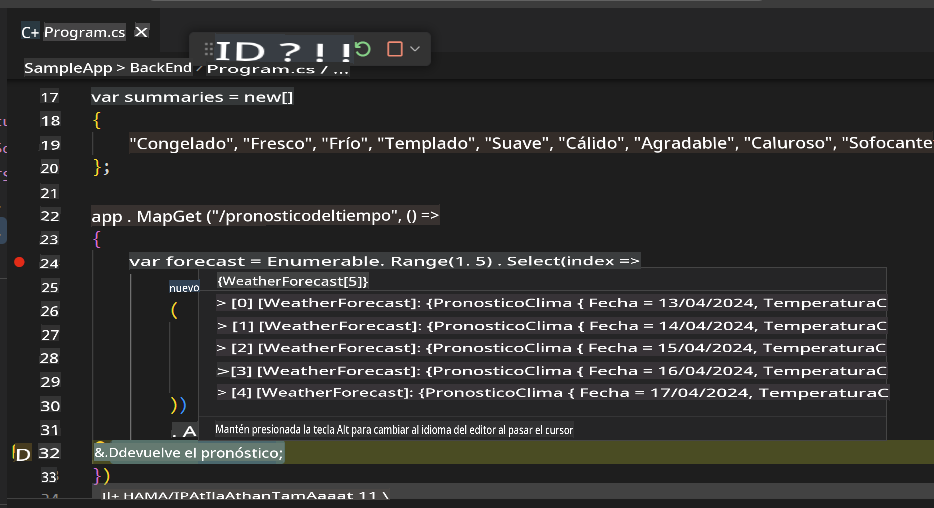 C+ Program.cs ×
ID ? ! !
SampleApp > BackEnd Program.cs / ...
17 var summaries = new[]
18 {
19 "Congelado", "Fresco", "Frío", "Templado", "Suave", "Cálido", "Agradable", "Caluroso", "Sofocante
20 };
21
22 app . MapGet ("/pronosticodeltiempo", () =>
23 {
24 var forecast = Enumerable. Range(1. 5) . Select(index =>
25 nuevo {WeatherForecast[5]}
26 ( > [0] [WeatherForecast]: {PronosticoClima { Fecha = 13/04/2024, TemperaturaC
27 > [1] [WeatherForecast]: {PronosticoClima { Fecha = 14/04/2024, TemperaturaC
28 > [2] [WeatherForecast]: {PronosticoClima { Fecha = 15/04/2024, TemperaturaC
29 >[3] [WeatherForecast]: {PronosticoClima { Fecha = 16/04/2024, TemperaturaC
30 )) > [4] [WeatherForecast]: {PronosticoClima { Fecha = 17/04/2024, TemperaturaC
31 . A Mantén presionada la tecla Alt para cambiar al idioma del editor al pasar el cursor
D 32 &.Ddevuelve el pronóstico;
33 })